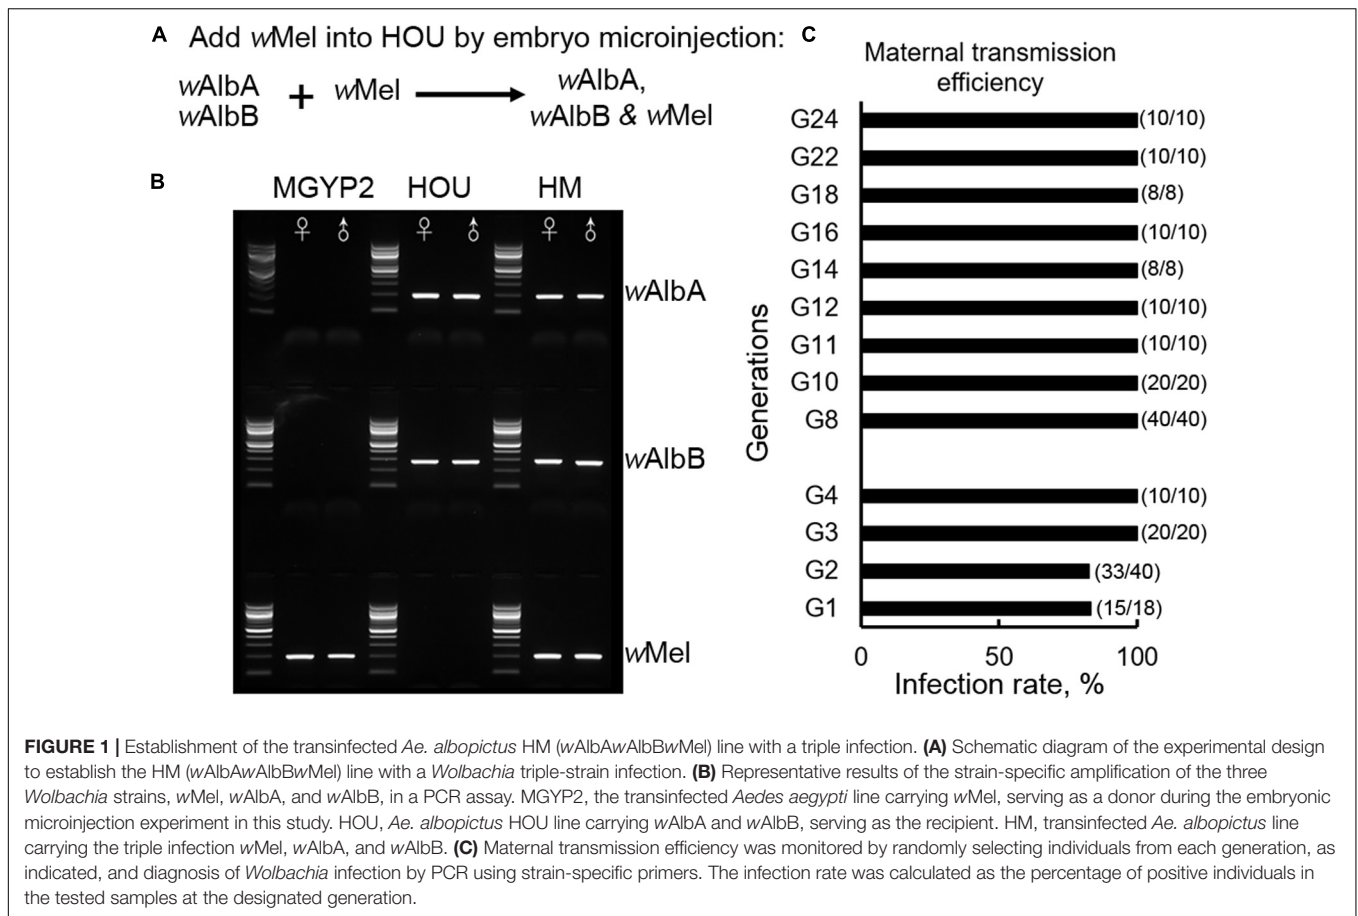 A Add wMel into HOU by embryo microinjection:
wAlbA
wAlbB
+
wMel
wAlbA,
wAlbB & wMel
B
MGYP2 HOU HM
♀ ♂ ♀ ♂ ♀ ♂
wAlbA
wAlbB
wMel
C
Maternal transmission
efficiency
Generations
G24 (10/10)
G22 (10/10)
G18 (8/8)
G16 (10/10)
G14 (8/8)
G12 (10/10)
G11 (10/10)
G10 (20/20)
G8 (40/40)
G4 (10/10)
G3 (20/20)
G2 (33/40)
G1 (15/18)
0 50 100
Infection rate, %
FIGURE 1 | Establishment of the transinfected Ae. albopictus HM (wAlbAwAlbBwMel) line with a triple infection. (A) Schematic diagram of the experimental design
to establish the HM (wAlbAwAlbBwMel) line with a Wolbachia triple-strain infection. (B) Representative results of the strain-specific amplification of the three
Wolbachia strains, wMel, wAlbA, and wAlbB, in a PCR assay. MGYP2, the transinfected Aedes aegypti line carrying wMel, serving as a donor during the embryonic
microinjection experiment in this study. HOU, Ae. albopictus HOU line carrying wAlbA and wAlbB, serving as the recipient. HM, transinfected Ae. albopictus line
carrying the triple infection wMel, wAlbA, and wAlbB. (C) Maternal transmission efficiency was monitored by randomly selecting individuals from each generation, as
indicated, and diagnosis of Wolbachia infection by PCR using strain-specific primers. The infection rate was calculated as the percentage of positive individuals in
the tested samples at the designated generation.